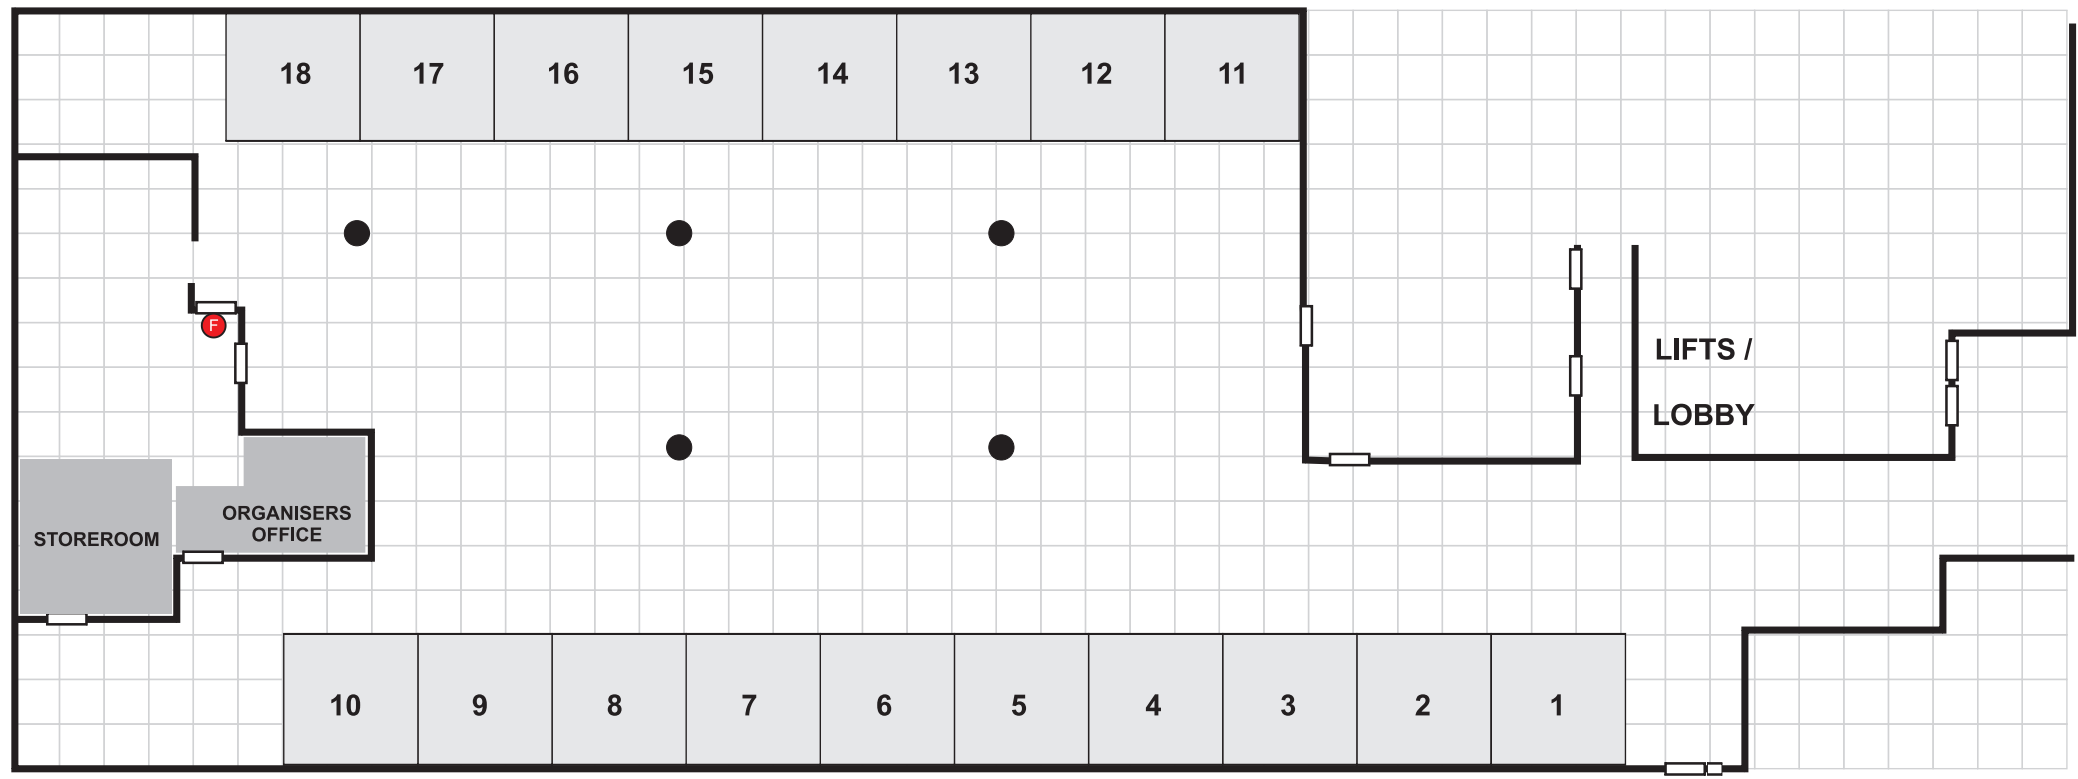 18 17 16 15 14 13 12 11
F
LIFTS /
LOBBY
STOREROOM
ORGANISERS
OFFICE
10 9 8 7 6 5 4 3 2 1